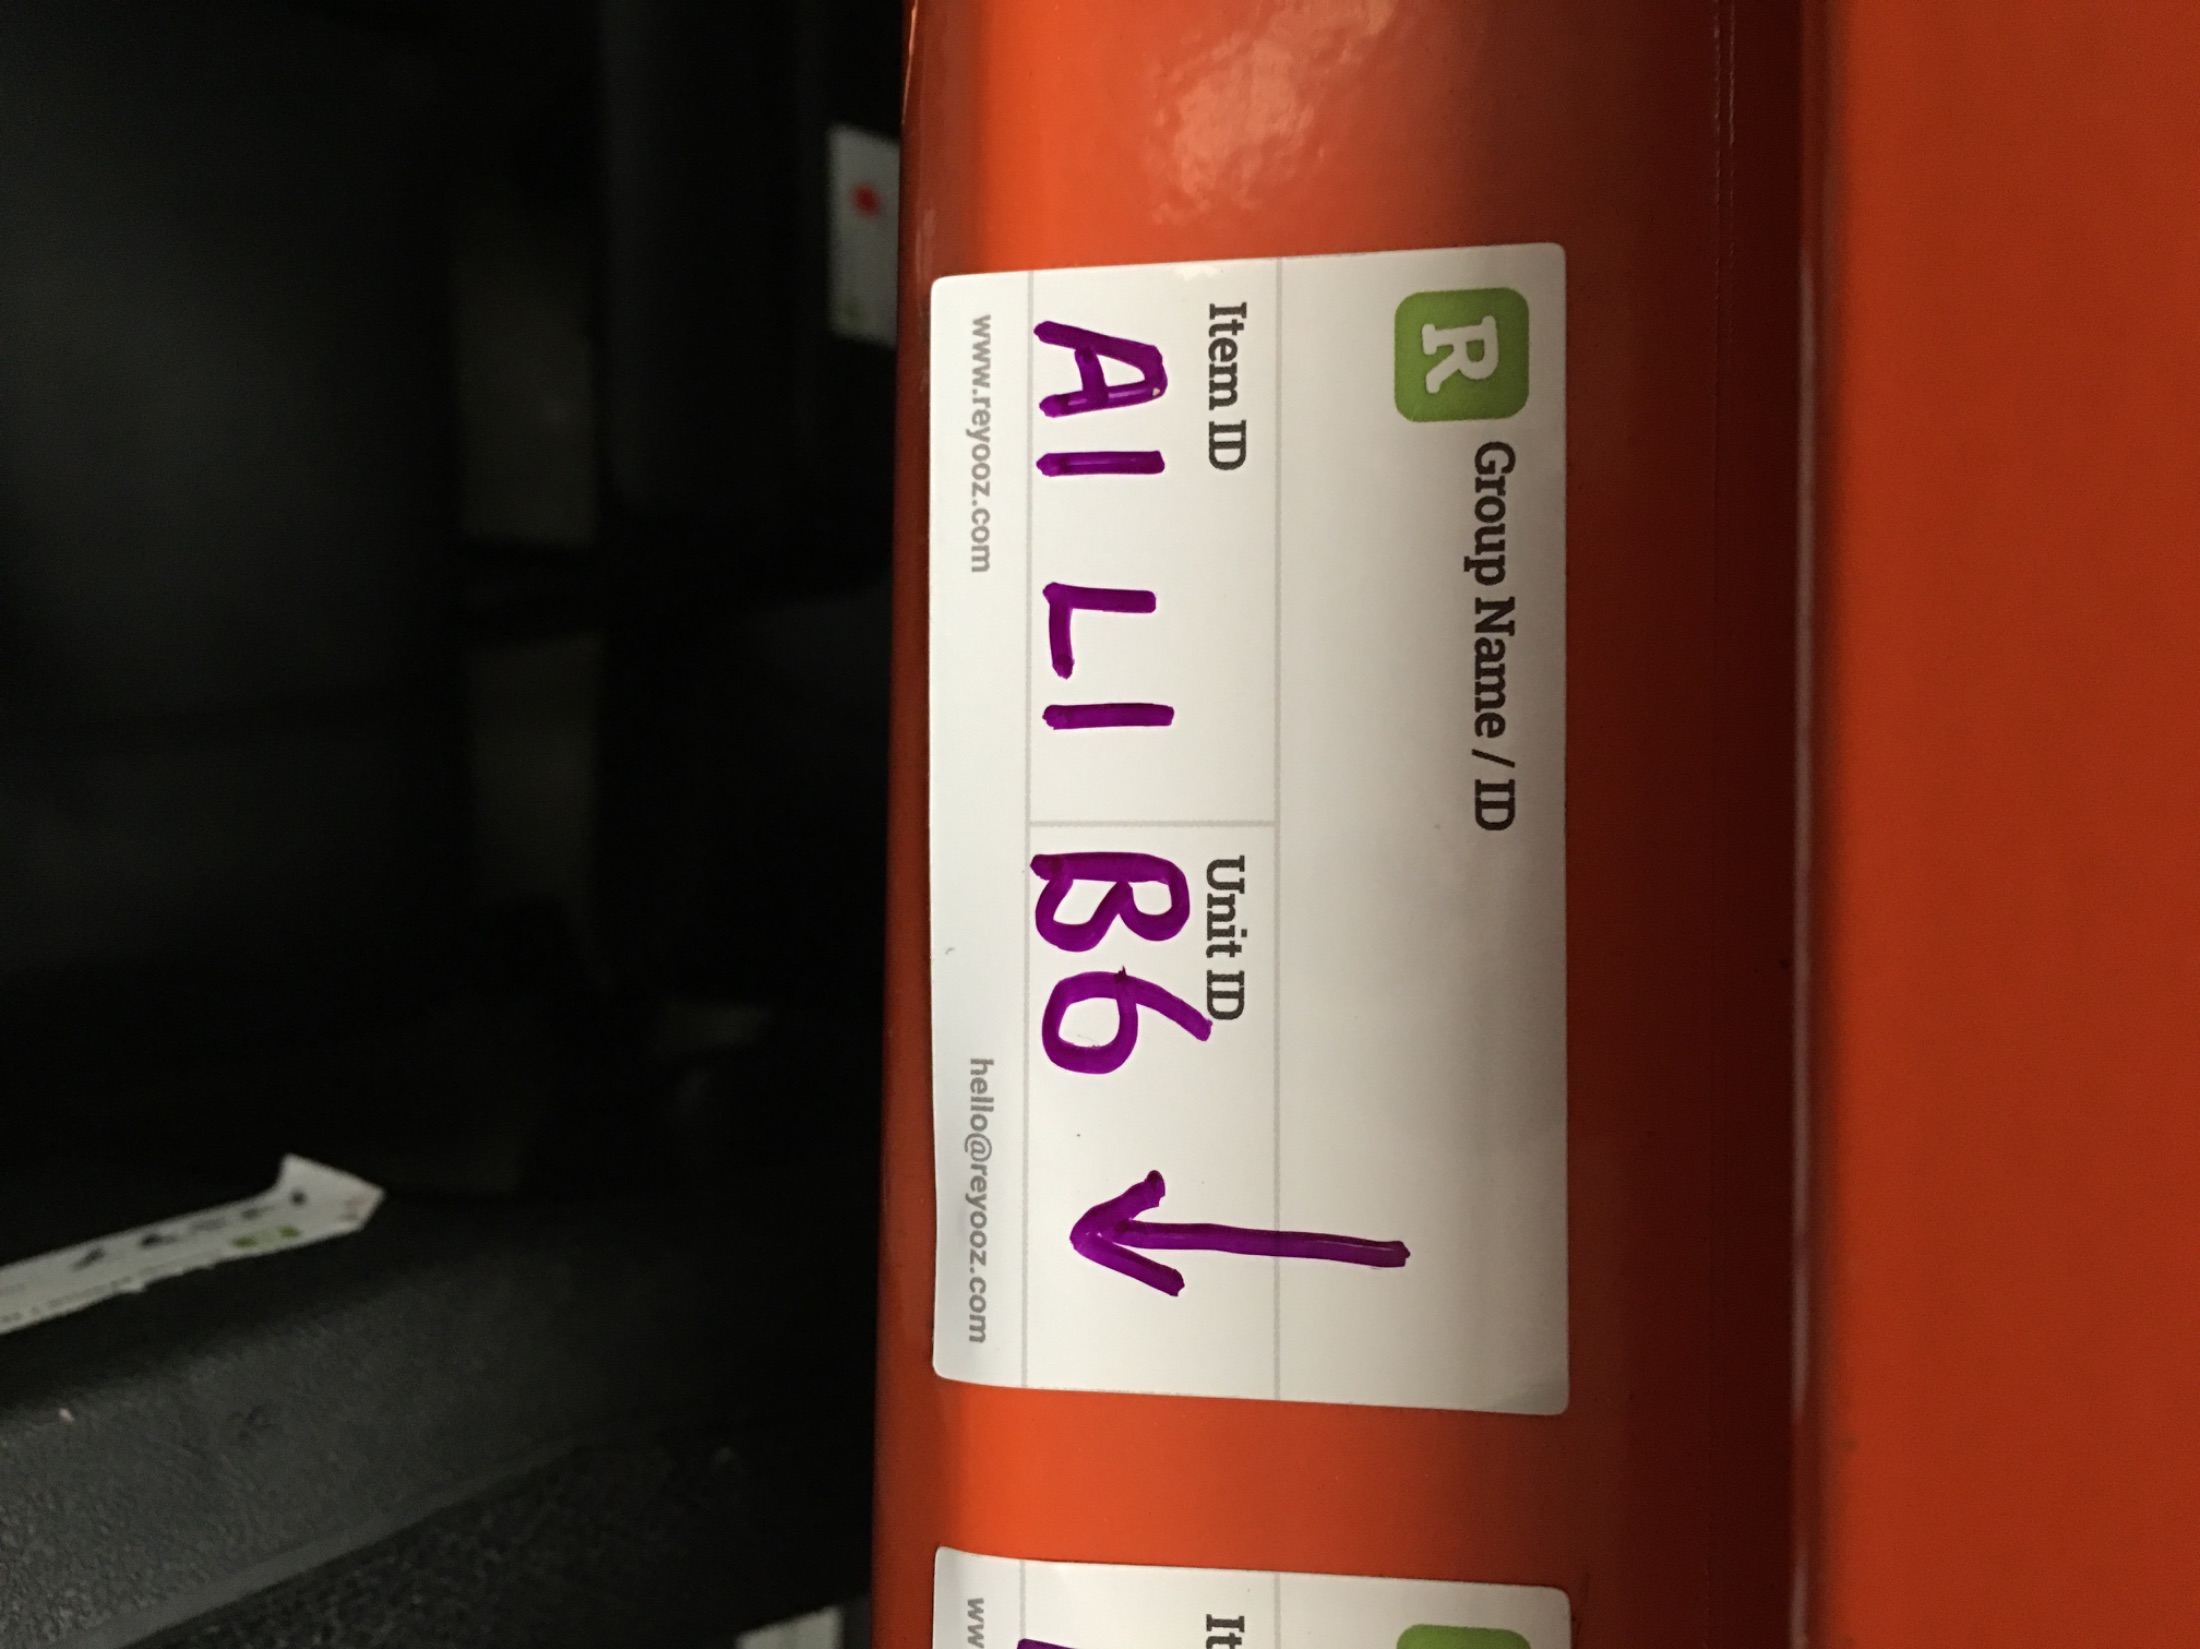 R Group Name / ID
Item ID Unit ID
A1 L1 B6 ↓
www.reyooz.com hello@reyooz.com